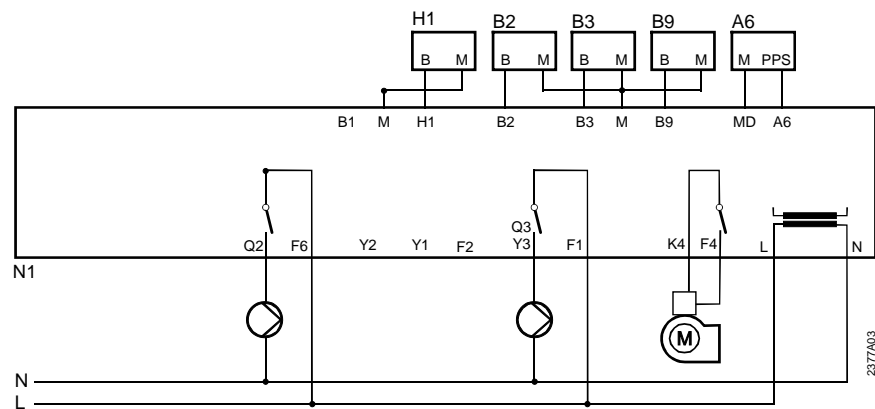 H1 B2 B3 B9 A6
B M B M B M B M M PPS
B1 M H1 B2 B3 M B9 MD A6
Q3
Q2 F6 Y2 Y1 F2 Y3 F1 K4 F4 L N
N1
M
2377A03
N
L